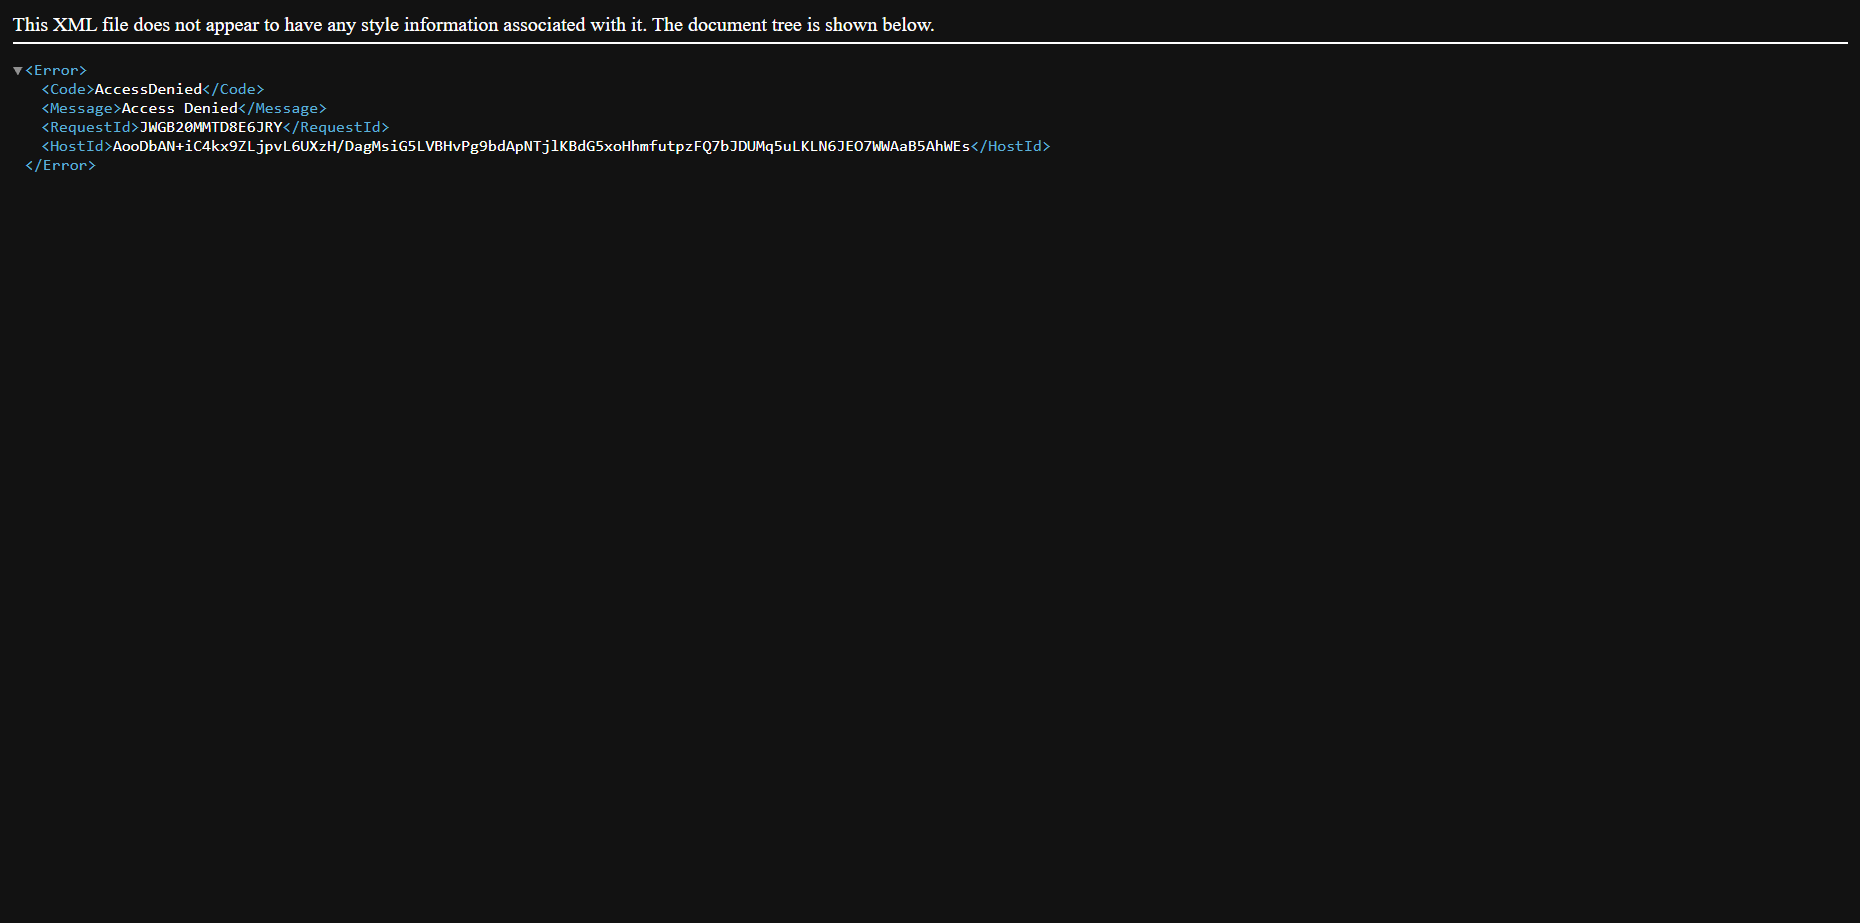 This XML file does not appear to have any style information associated with it. The document tree is shown below.
▼<Error>
<Code>AccessDenied</Code>
<Message>Access Denied</Message>
<RequestId>JWGB20MMTD8E6JRY</RequestId>
<HostId>AooDbAN+iC4kx9ZLjpvL6UXzH/DagMsiG5LVBHvPg9bdApNTjlKBdG5xoHhmfutpzFQ7bJDUMq5uLKLN6JEO7WWAaB5AhWEs</HostId>
</Error>